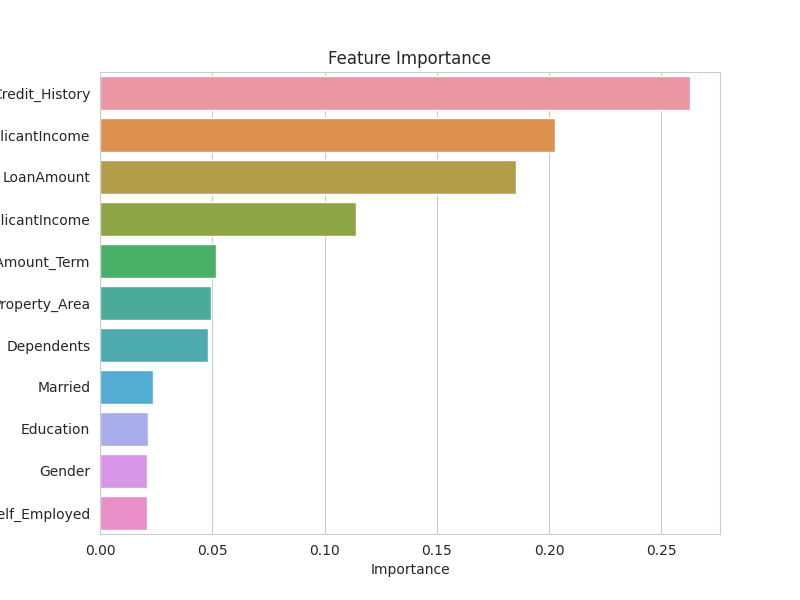 Feature Importance
Credit_History
licantIncome
LoanAmount
licantIncome
Amount_Term
Property_Area
Dependents
Married
Education
Gender
elf_Employed
0.00 0.05 0.10 0.15 0.20 0.25
Importance